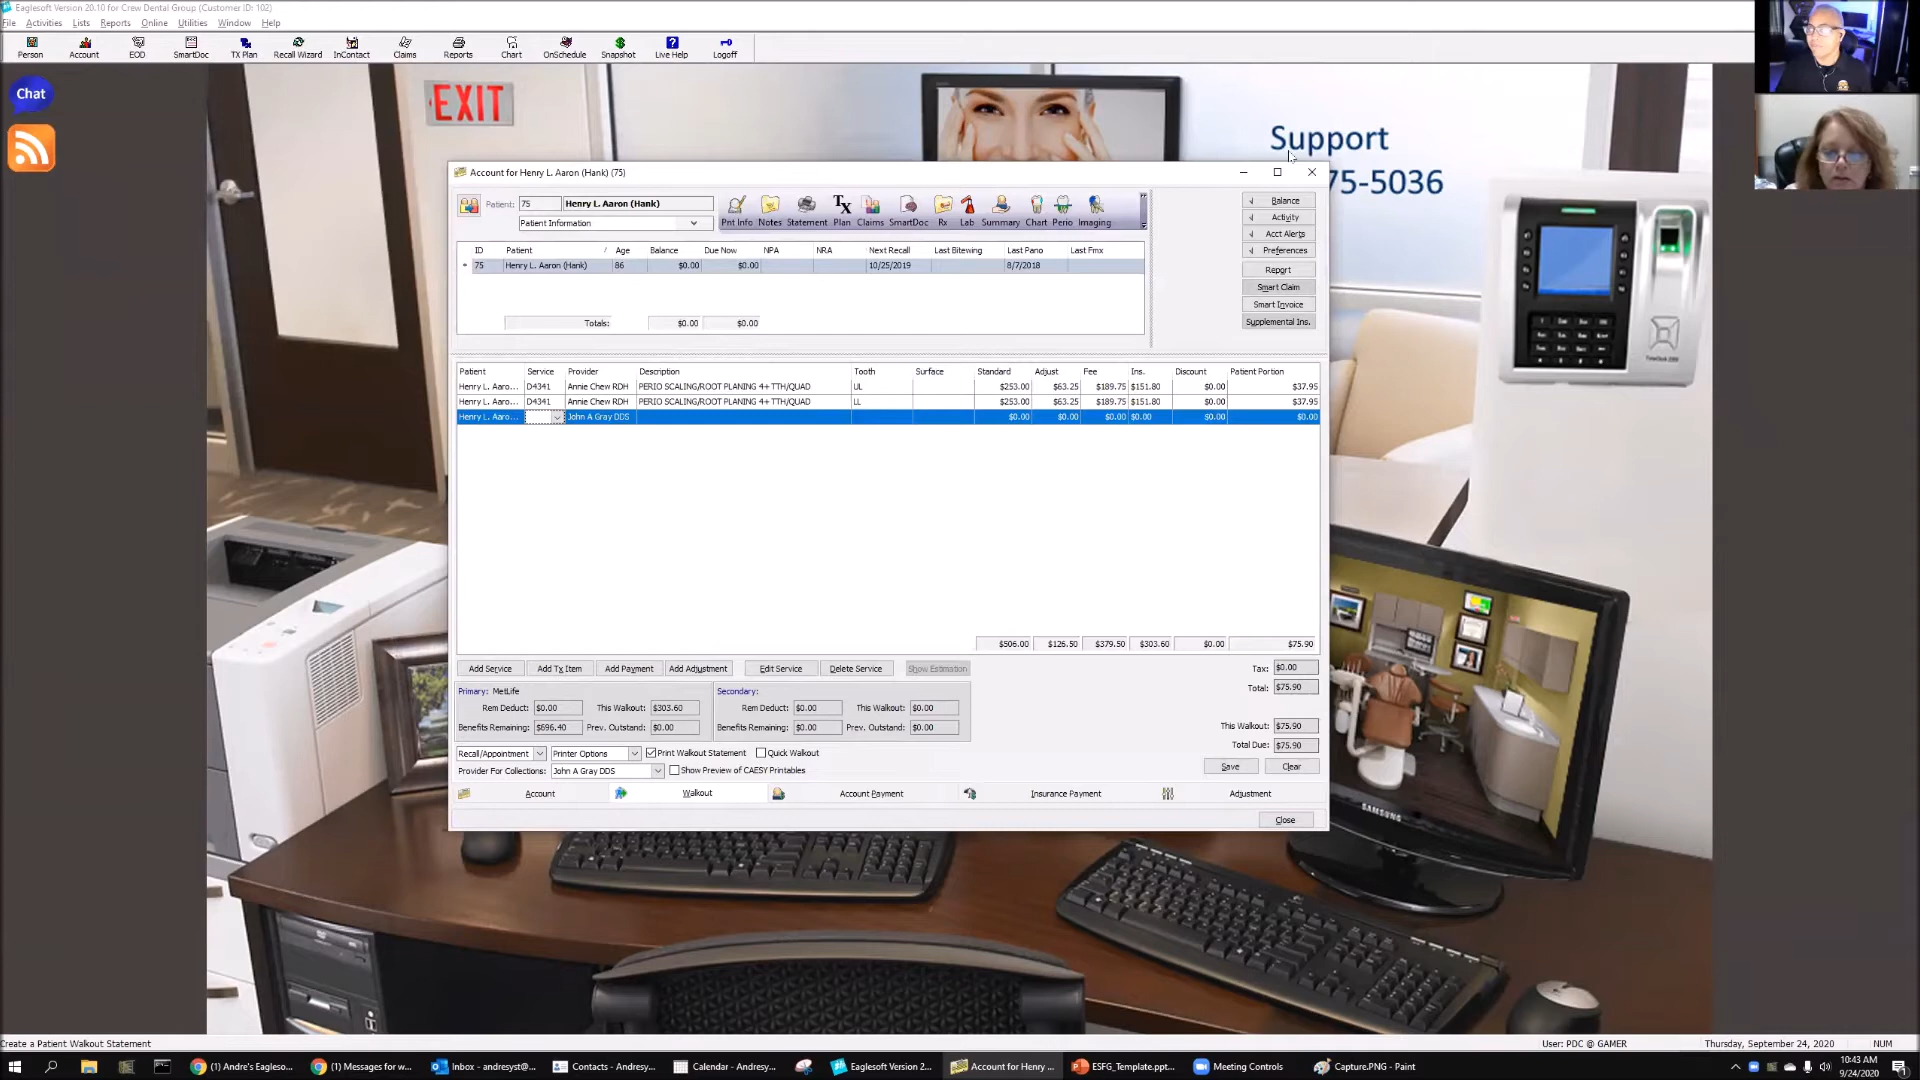 Eaglesoft Version 20.10 for Crew Dental Group (Customer ID: 102)
File Activities Lists Reports Online Utilities Window Help
Person Account EOD SmartDoc TX Plan Recall Wizard InContact Claims Reports Chart OnSchedule Snapshot Live Help Logoff
Chat
EXIT
Support
75-5036
Account for Henry L. Aaron (Hank) (75)
Patient: 75 Henry L. Aaron (Hank)
Patient Information
Pnt Info Notes Statement Plan Claims SmartDoc Rx Lab Summary Chart Perio Imaging
Balance
Activity
Acct Alerts
Preferences
Report
Smart Claim
Smart Invoice
Supplemental Ins.
ID Patient / Age Balance Due Now NPA NRA Next Recall Last Bitewing Last Pano Last Fmx
* 75 Henry L. Aaron (Hank) 86 $0.00 $0.00 10/25/2019 8/7/2018
Totals: $0.00 $0.00
Patient Service Provider Description Tooth Surface Standard Adjust Fee Ins. Discount Patient Portion
Henry L. Aaro... D4341 Annie Chew RDH PERIO SCALING/ROOT PLANING 4+ TTH/QUAD UL $253.00 $63.25 $189.75 $151.80 $0.00 $37.95
Henry L. Aaro... D4341 Annie Chew RDH PERIO SCALING/ROOT PLANING 4+ TTH/QUAD LL $253.00 $63.25 $189.75 $151.80 $0.00 $37.95
Henry L. Aaro... John A Gray DDS $0.00 $0.00 $0.00 $0.00 $0.00 $0.00
$506.00 $126.50 $379.50 $303.60 $0.00 $75.90
Add Service Add Tx Item Add Payment Add Adjustment Edit Service Delete Service Show Estimation
Tax: $0.00
Total: $75.90
Primary: MetLife Secondary:
Rem Deduct: $0.00 This Walkout: $303.60 Rem Deduct: $0.00 This Walkout: $0.00
Benefits Remaining: $696.40 Prev. Outstand: $0.00 Benefits Remaining: $0.00 Prev. Outstand: $0.00
This Walkout: $75.90
Total Due: $75.90
Recall/Appointment Printer Options Print Walkout Statement Quick Walkout
Provider For Collections: John A Gray DDS Show Preview of CAESY Printables
Save Clear
Account Walkout Account Payment Insurance Payment Adjustment
Close
SAMSUNG
Create a Patient Walkout Statement User: PDC @ GAMER Thursday, September 24, 2020 NUM
(1) Andre's Eagleso... (1) Messages for w... Inbox - andresyst@... Contacts - Andresy... Calendar - Andresy... Eaglesoft Version 2... Account for Henry ... ESFG_Template.ppt... Meeting Controls Capture.PNG - Paint
10:43 AM
9/24/2020